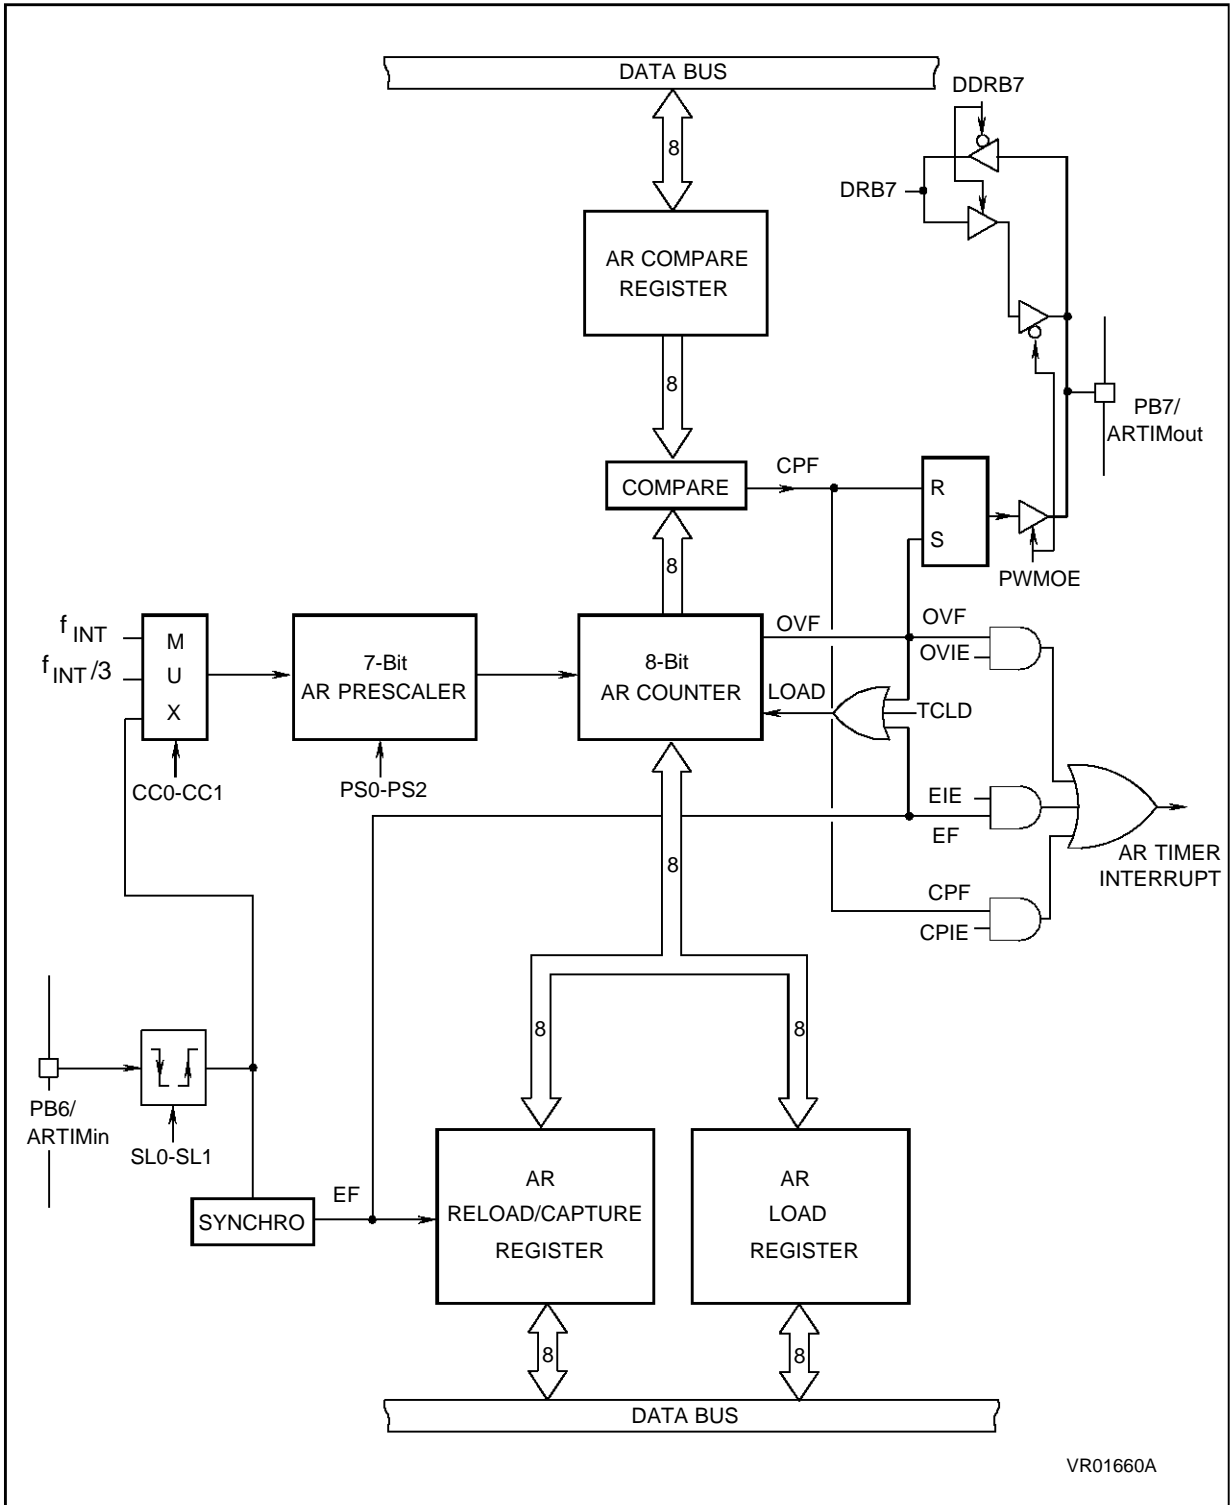 DATA BUS
DDRB7
8
DRB7
AR COMPARE
REGISTER
8
PB7/
ARTIMout
CPF
COMPARE
R
S
8
PWMOE
f INT
f INT /3
M
U
X
7-Bit
AR PRESCALER
8-Bit
AR COUNTER
OVF
OVF
OVIE
LOAD
TCLD
CC0-CC1
PS0-PS2
EIE
EF
AR TIMER
INTERRUPT
8
CPF
CPIE
8
8
PB6/
ARTIMin
SL0-SL1
EF
SYNCHRO
AR
RELOAD/CAPTURE
REGISTER
AR
LOAD
REGISTER
8
8
DATA BUS
VR01660A